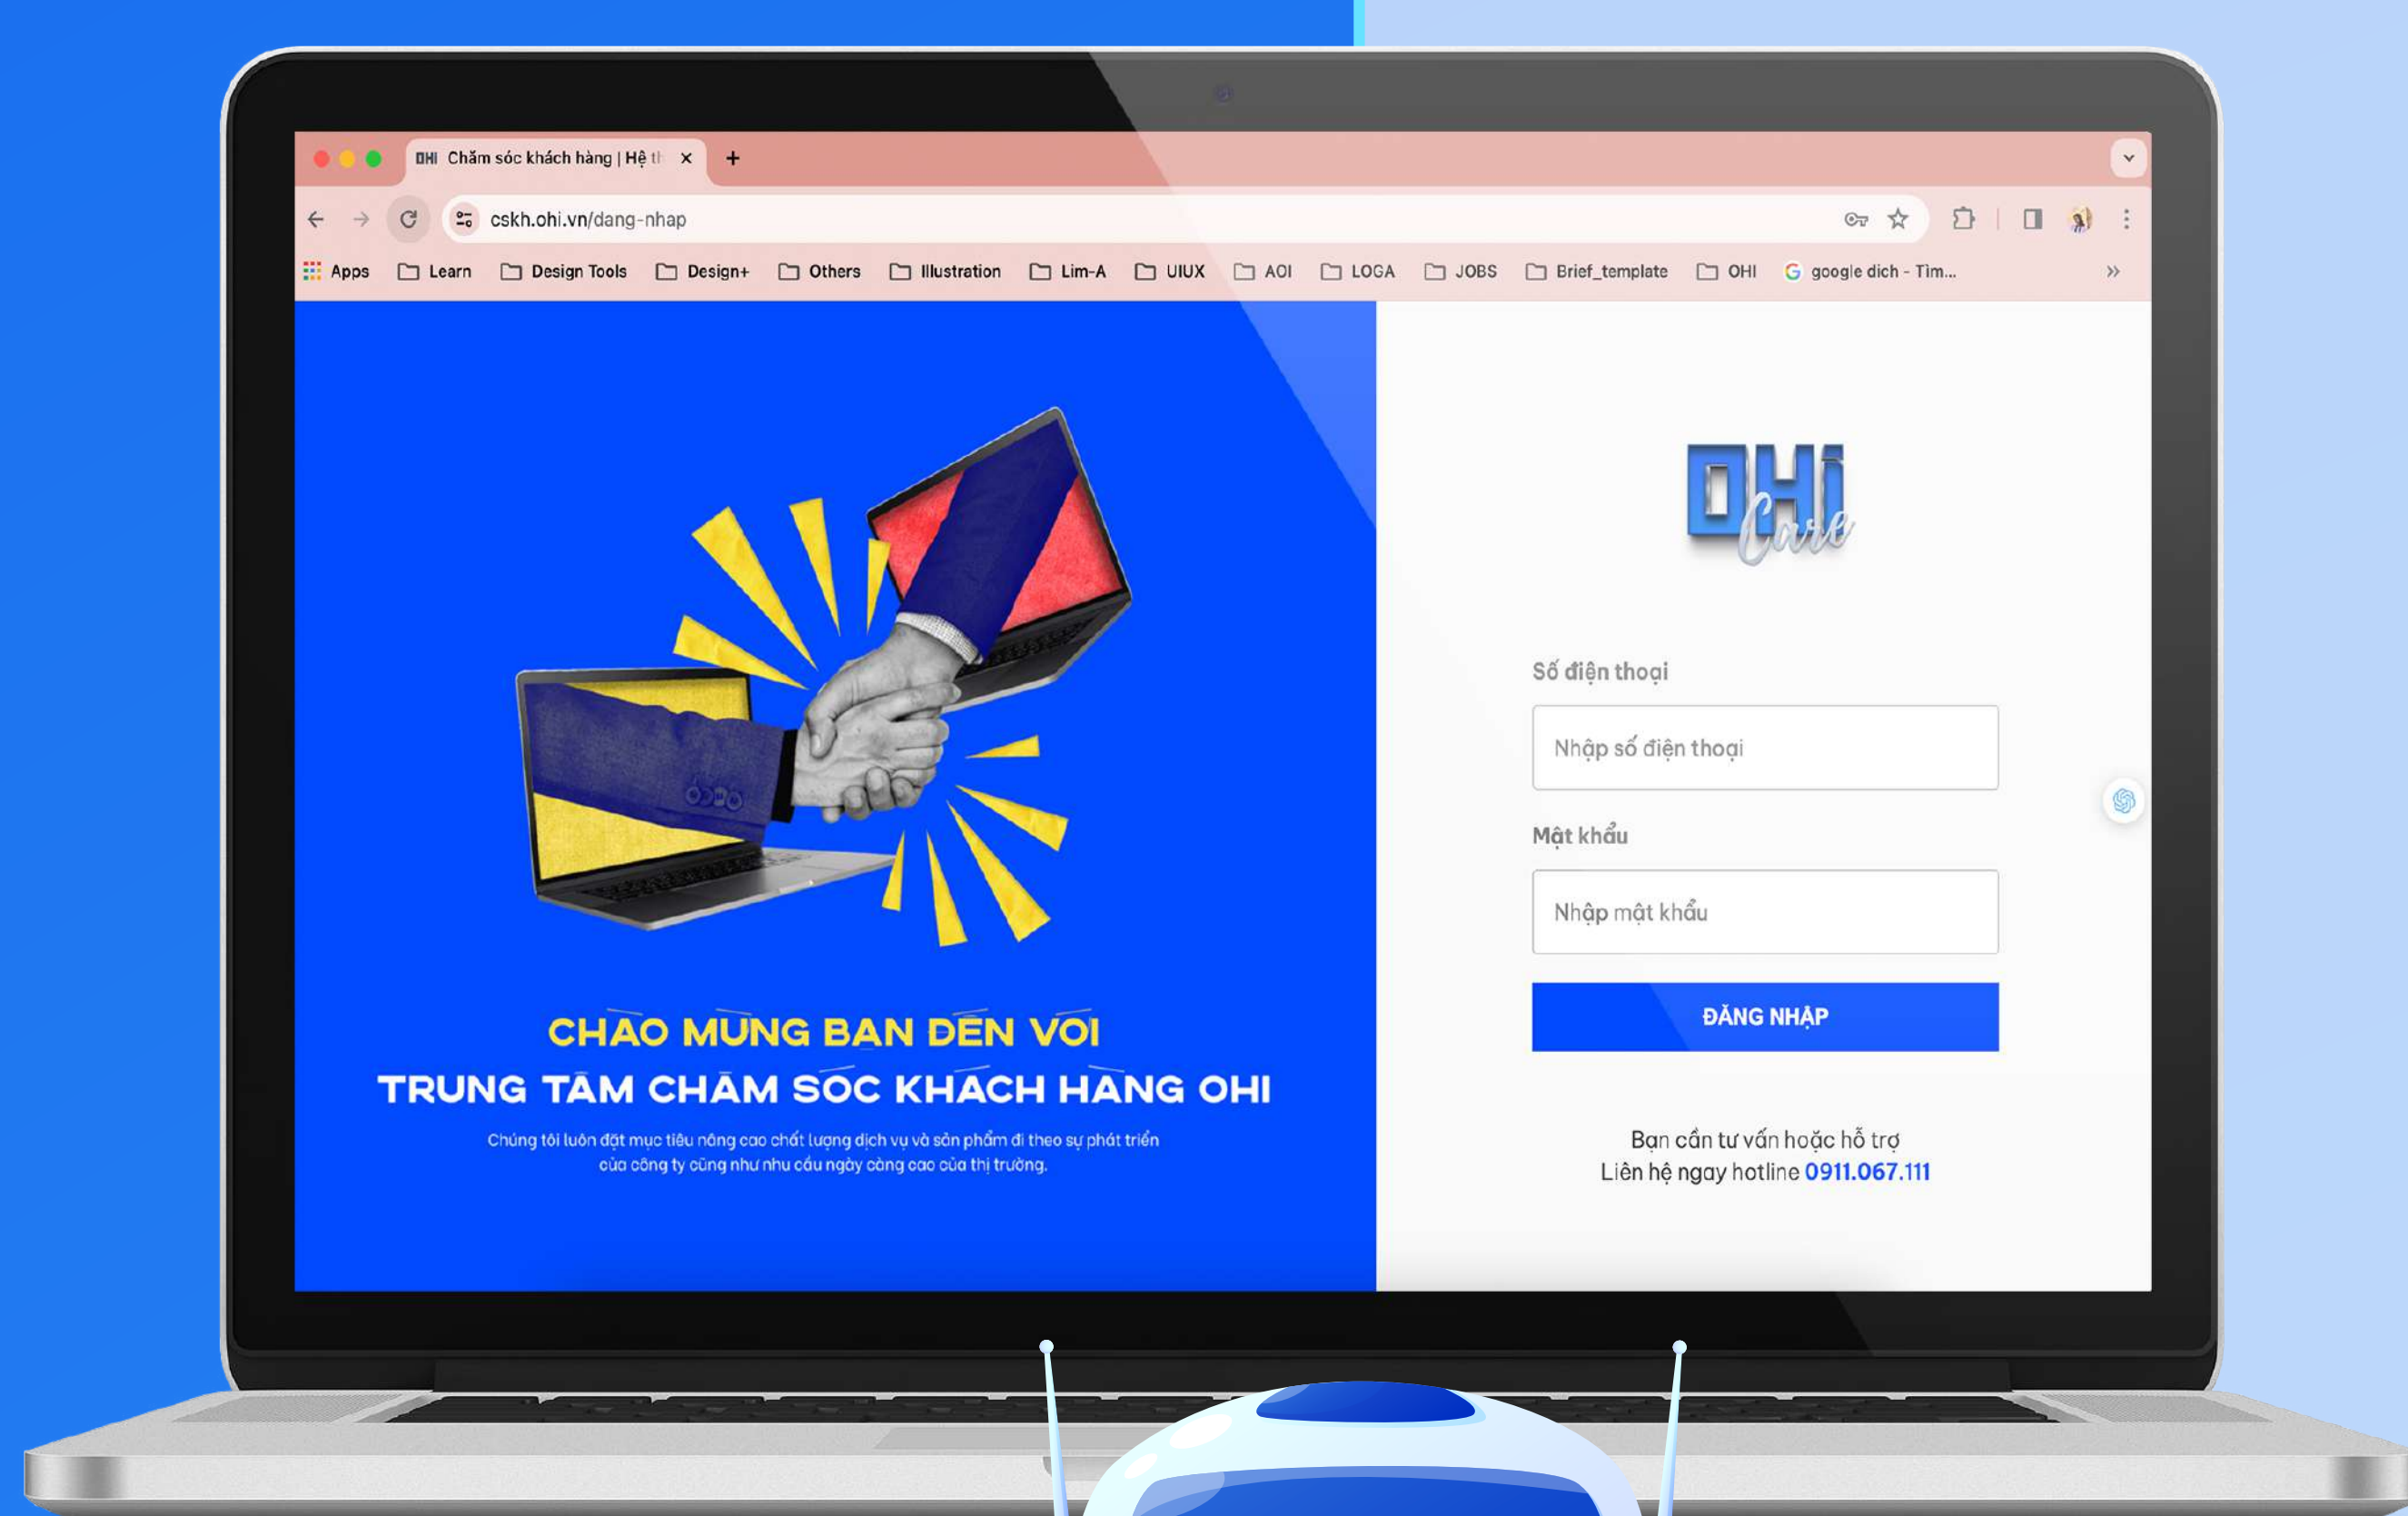 OHI Chăm sóc khách hàng | Hệ th
cskh.ohi.vn/dang-nhap
Apps Learn Design Tools Design+ Others Illustration Lim-A UIUX AOI LOGA JOBS Brief_template OHI google dich - Tìm...
CHÀO MỪNG BẠN ĐẾN VỚI
TRUNG TÂM CHĂM SÓC KHÁCH HÀNG OHI
Chúng tôi luôn đặt mục tiêu nâng cao chất lượng dịch vụ và sản phẩm đi theo sự phát triển
của công ty cũng như nhu cầu ngày càng cao của thị trường.
OHi
Care
Số điện thoại
Nhập số điện thoại
Mật khẩu
Nhập mật khẩu
ĐĂNG NHẬP
Bạn cần tư vấn hoặc hỗ trợ
Liên hệ ngay hotline 0911.067.111